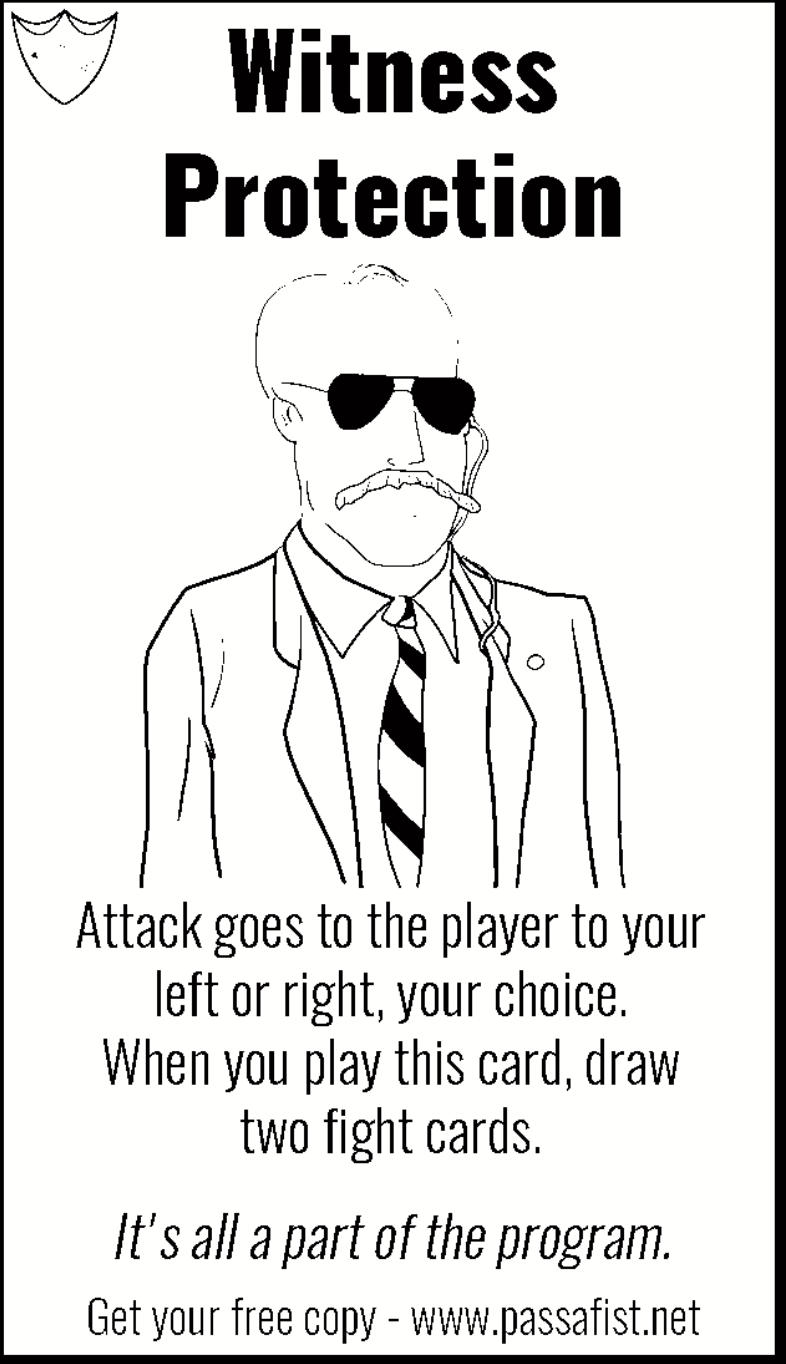 Witness
Protection
Attack goes to the player to your
left or right, your choice.
When you play this card, draw
two fight cards.
It's all a part of the program.
Get your free copy - www.passafist.net